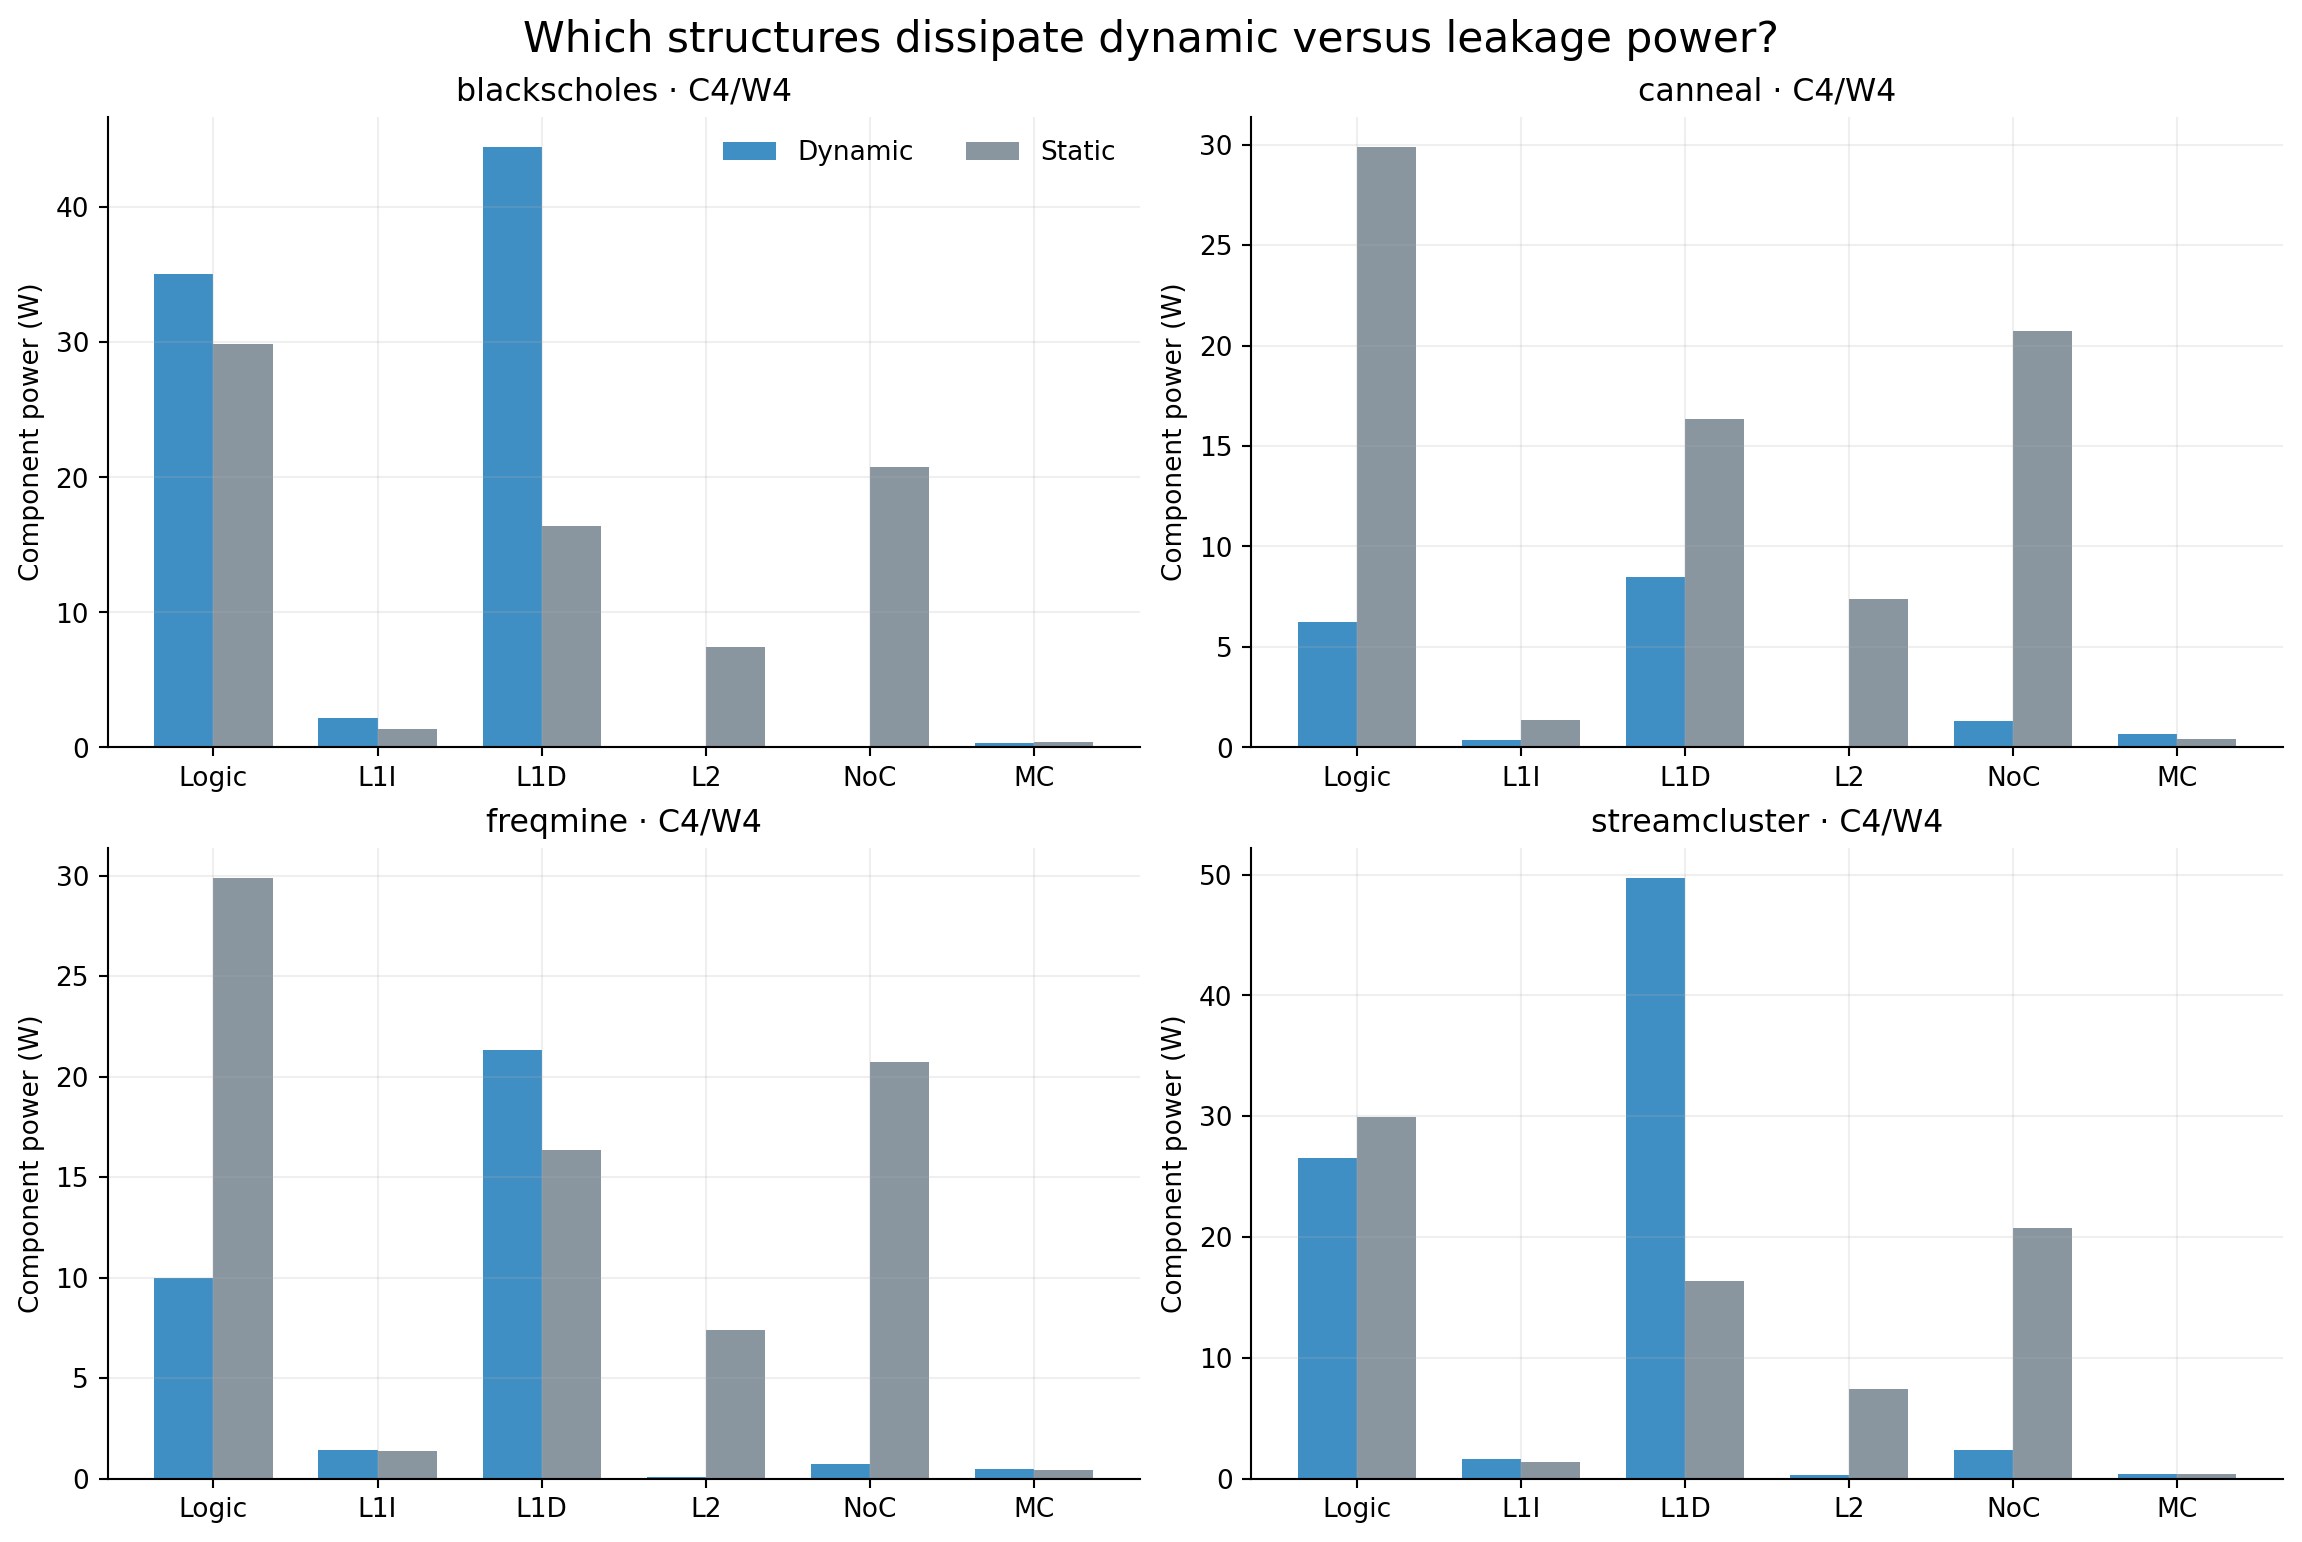 Which structures dissipate dynamic versus leakage power?
blackscholes · C4/W4
Dynamic
Static
Component power (W)
40
30
20
10
0
Logic L1I L1D L2 NoC MC
canneal · C4/W4
Component power (W)
30
25
20
15
10
5
0
Logic L1I L1D L2 NoC MC
freqmine · C4/W4
Component power (W)
30
25
20
15
10
5
0
Logic L1I L1D L2 NoC MC
streamcluster · C4/W4
Component power (W)
50
40
30
20
10
0
Logic L1I L1D L2 NoC MC